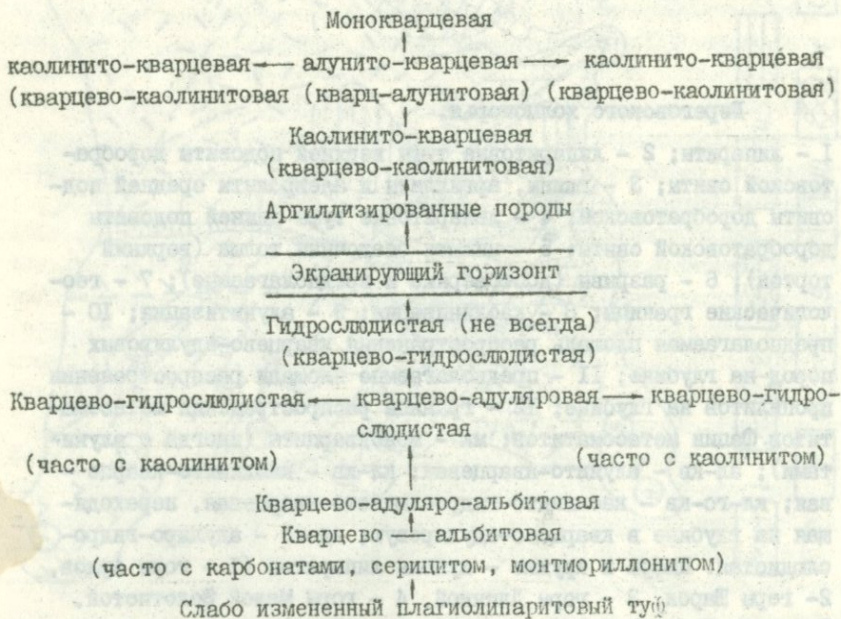 Монокварцевая
каолинито-кварцевая ← алунито-кварцевая → каолинито-кварцевая
(кварцево-каолинитовая (кварц-алунитовая) (кварцево-каолинитовая)
Каолинито-кварцевая
(кварцево-каолинитовая)
Аргиллизированные породы
Экранирующий горизонт
Гидрослюдистая (не всегда)
(кварцево-гидрослюдистая)
Кварцево-гидрослюдистая ← кварцево-адуляровая → кварцево-гидро-
слюдистая
(часто с каолинитом) (часто с каолинитом)
Кварцево-адуляро-альбитовая
Кварцево - альбитовая
(часто с карбонатами, серицитом, монтмориллонитом)
Слабо измененный плагиолипаритовый туф